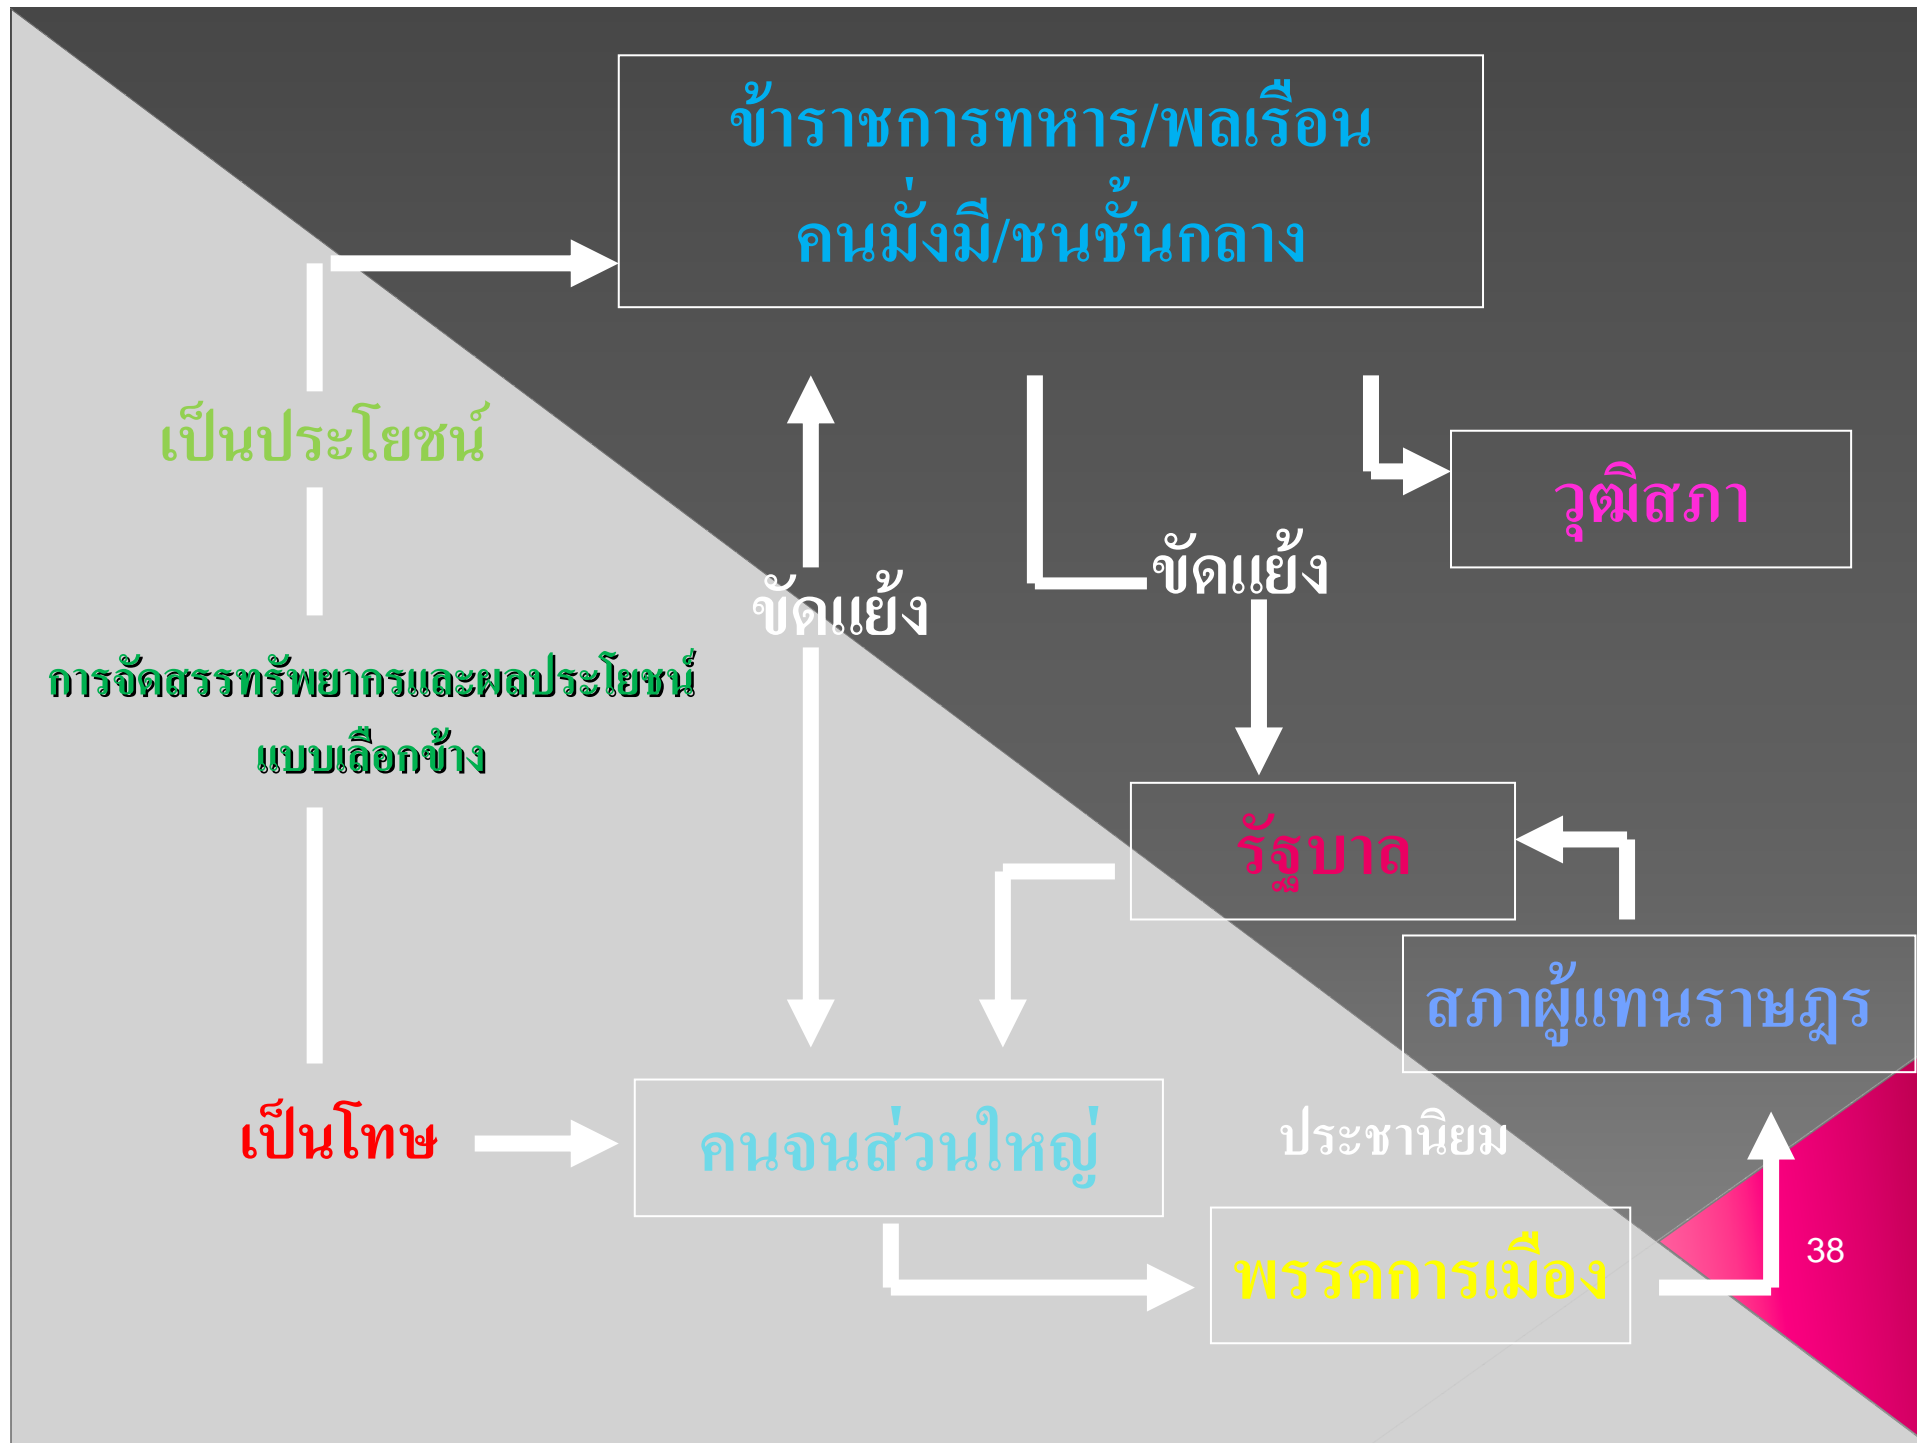 ข้าราชการทหาร/พลเรือน
คนมั่งมี/ชนชั้นกลาง
เป็นประโยชน์
วุฒิสภา
ขัดแย้ง
ขัดแย้ง
การจัดสรรทรัพยากรและผลประโยชน์
แบบเลือกข้าง
รัฐบาล
สภาผู้แทนราษฎร
เป็นโทษ
คนจนส่วนใหญ่
ประชานิยม
พรรคการเมือง
38